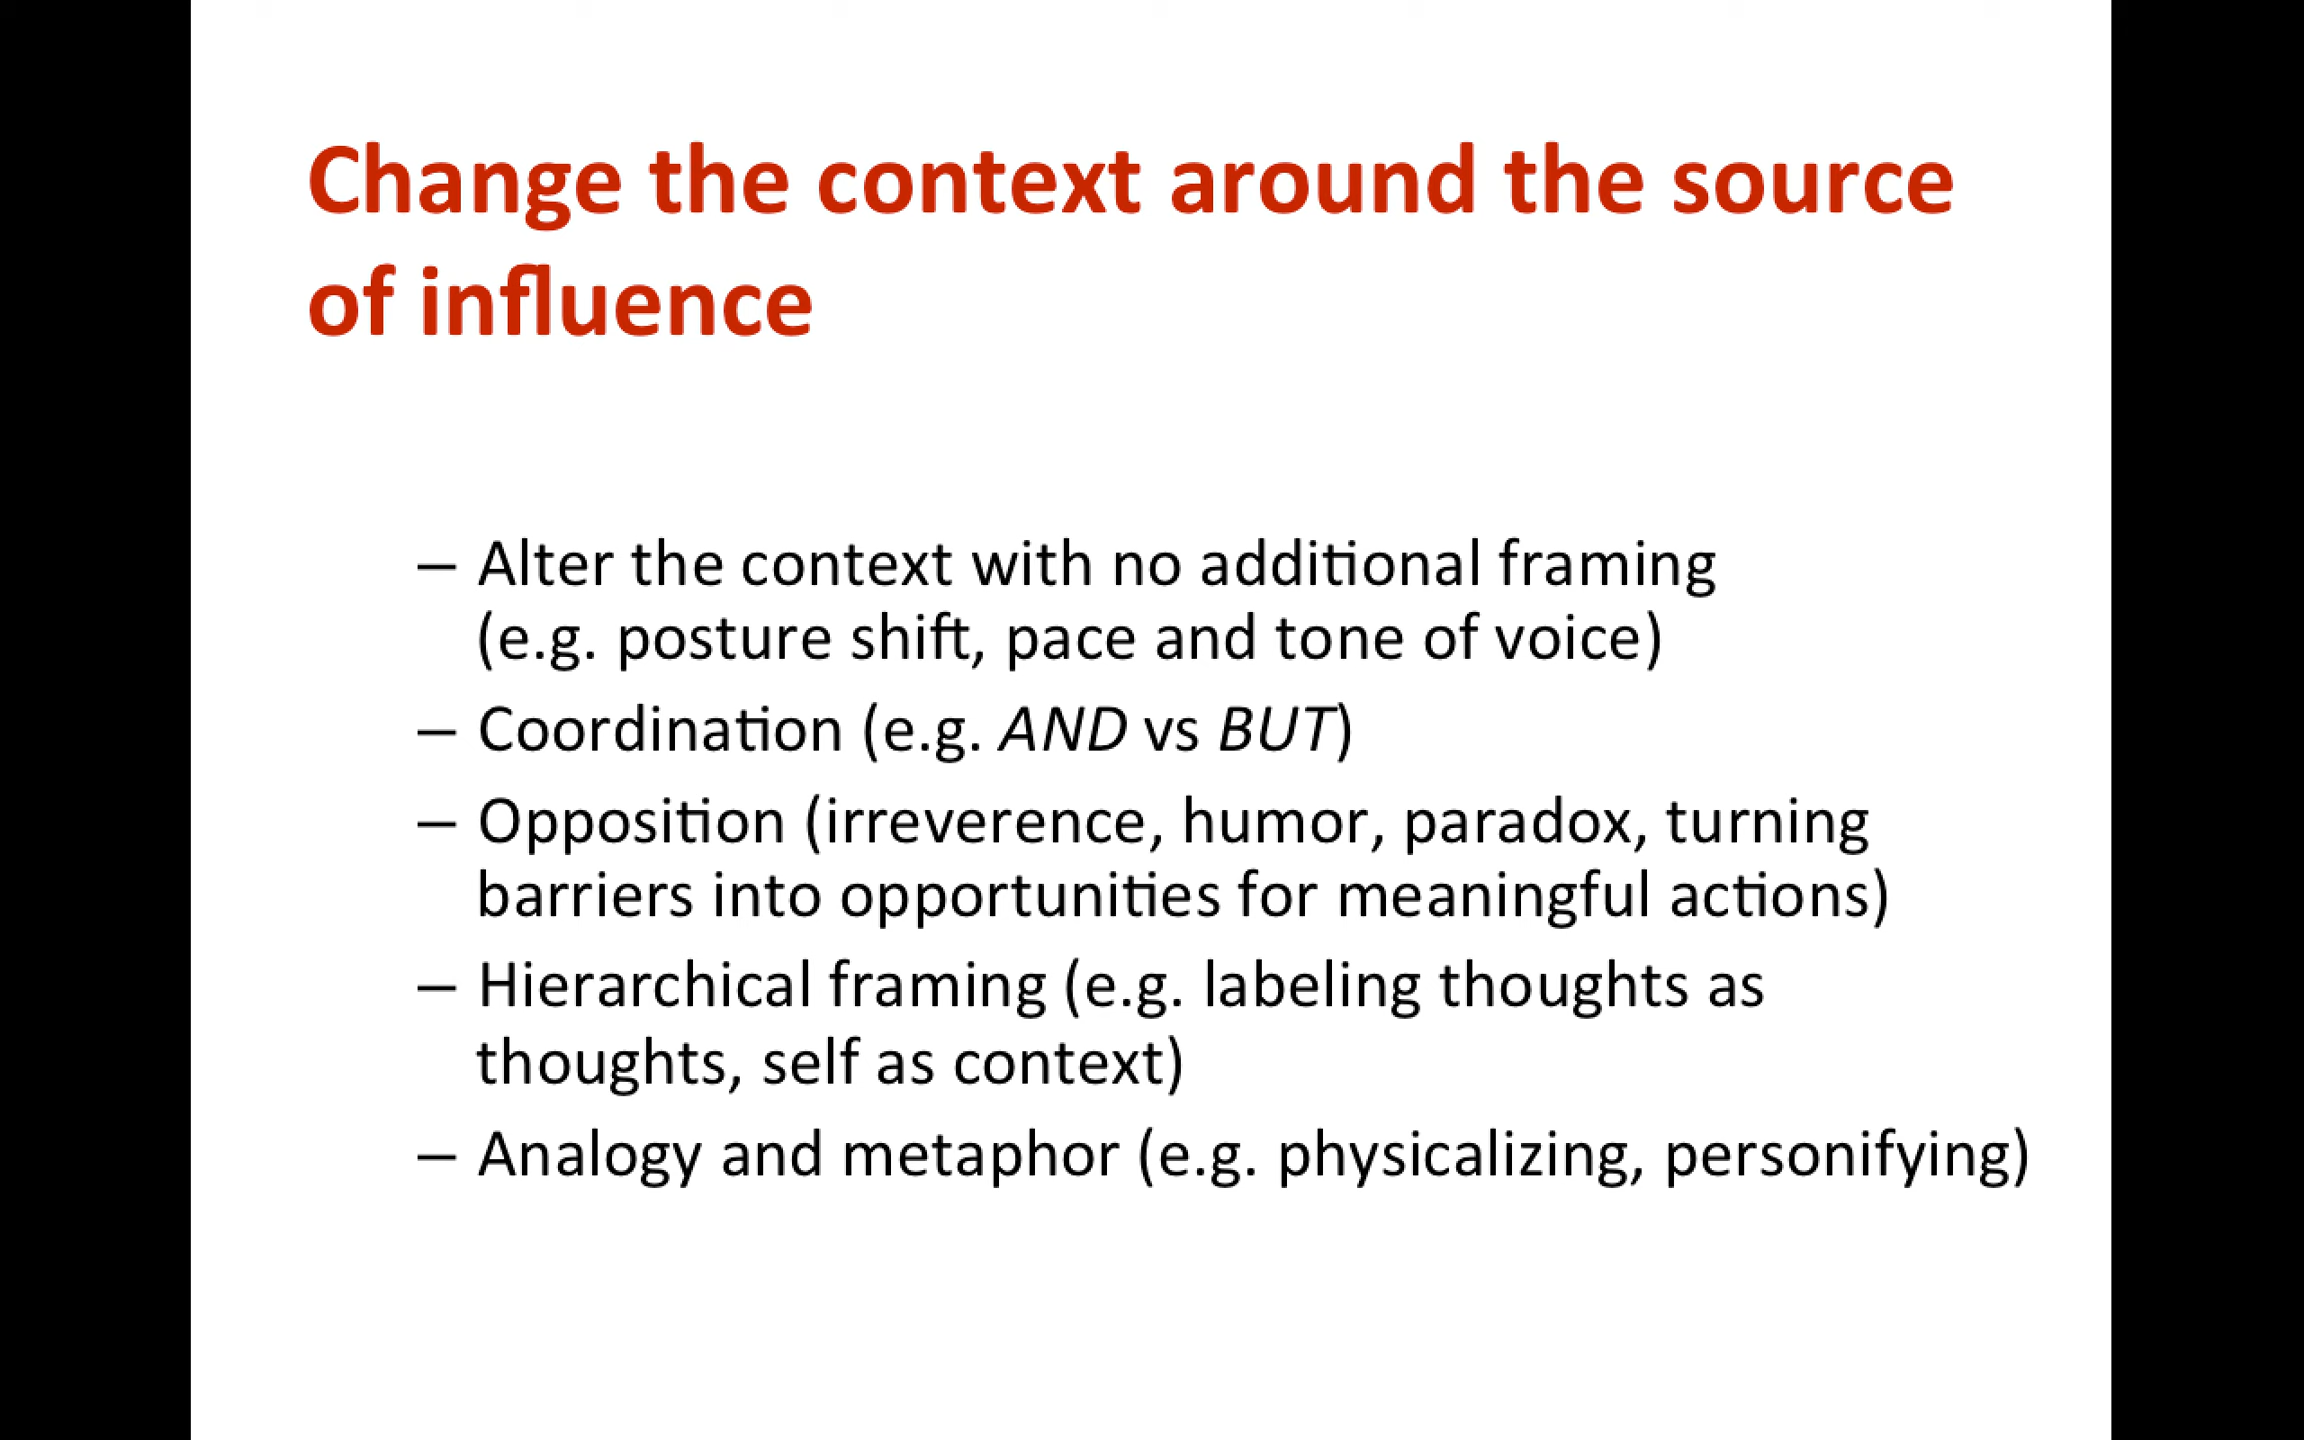 Change the context around the source
of influence
– Alter the context with no additional framing
(e.g. posture shift, pace and tone of voice)
– Coordination (e.g. AND vs BUT)
– Opposition (irreverence, humor, paradox, turning
barriers into opportunities for meaningful actions)
– Hierarchical framing (e.g. labeling thoughts as
thoughts, self as context)
– Analogy and metaphor (e.g. physicalizing, personifying)